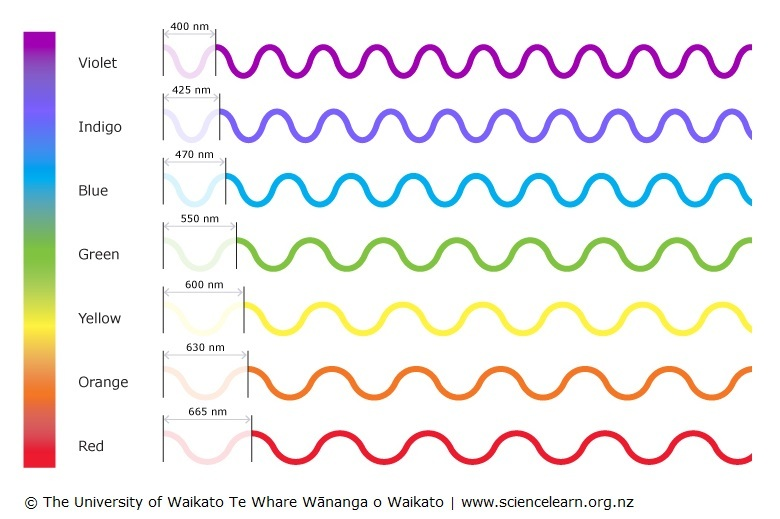 400 nm
Violet
425 nm
Indigo
470 nm
Blue
550 nm
Green
600 nm
Yellow
630 nm
Orange
665 nm
Red
© The University of Waikato Te Whare Wānanga o Waikato | www.sciencelearn.org.nz